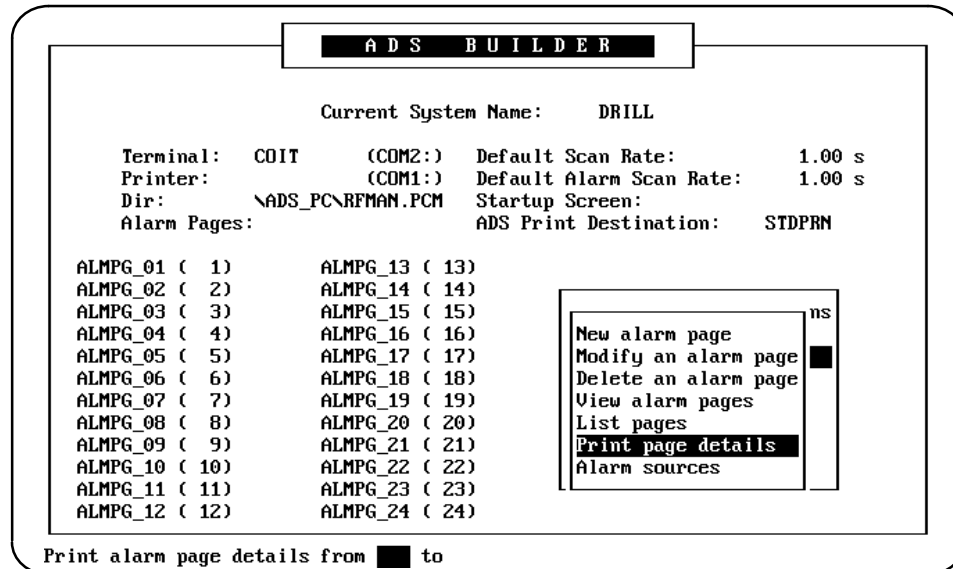 ADS BUILDER
Current System Name: DRILL
Terminal: COIT (COM2:) Default Scan Rate: 1.00 s
Printer: (COM1:) Default Alarm Scan Rate: 1.00 s
Dir: \ADS_PC\RFMAN.PCM Startup Screen:
Alarm Pages: ADS Print Destination: STDPRN
ALMPG_01 ( 1) ALMPG_13 ( 13)
ALMPG_02 ( 2) ALMPG_14 ( 14)
ALMPG_03 ( 3) ALMPG_15 ( 15) ns
ALMPG_04 ( 4) ALMPG_16 ( 16) New alarm page
ALMPG_05 ( 5) ALMPG_17 ( 17) Modify an alarm page
ALMPG_06 ( 6) ALMPG_18 ( 18) Delete an alarm page
ALMPG_07 ( 7) ALMPG_19 ( 19) View alarm pages
ALMPG_08 ( 8) ALMPG_20 ( 20) List pages
ALMPG_09 ( 9) ALMPG_21 ( 21) Print page details
ALMPG_10 ( 10) ALMPG_22 ( 22) Alarm sources
ALMPG_11 ( 11) ALMPG_23 ( 23)
ALMPG_12 ( 12) ALMPG_24 ( 24)
Print alarm page details from to